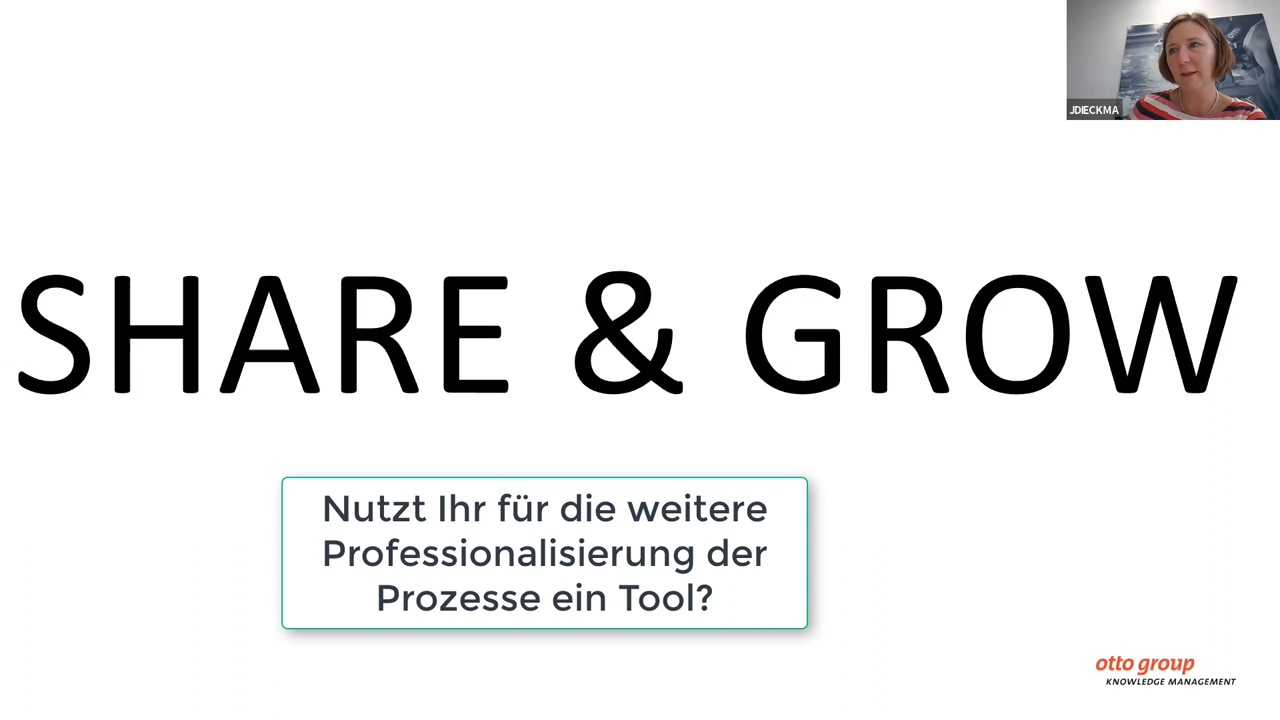 JDIECKMA
SHARE & GROW
Nutzt Ihr für die weitere
Professionalisierung der
Prozesse ein Tool?
otto group
KNOWLEDGE MANAGEMENT